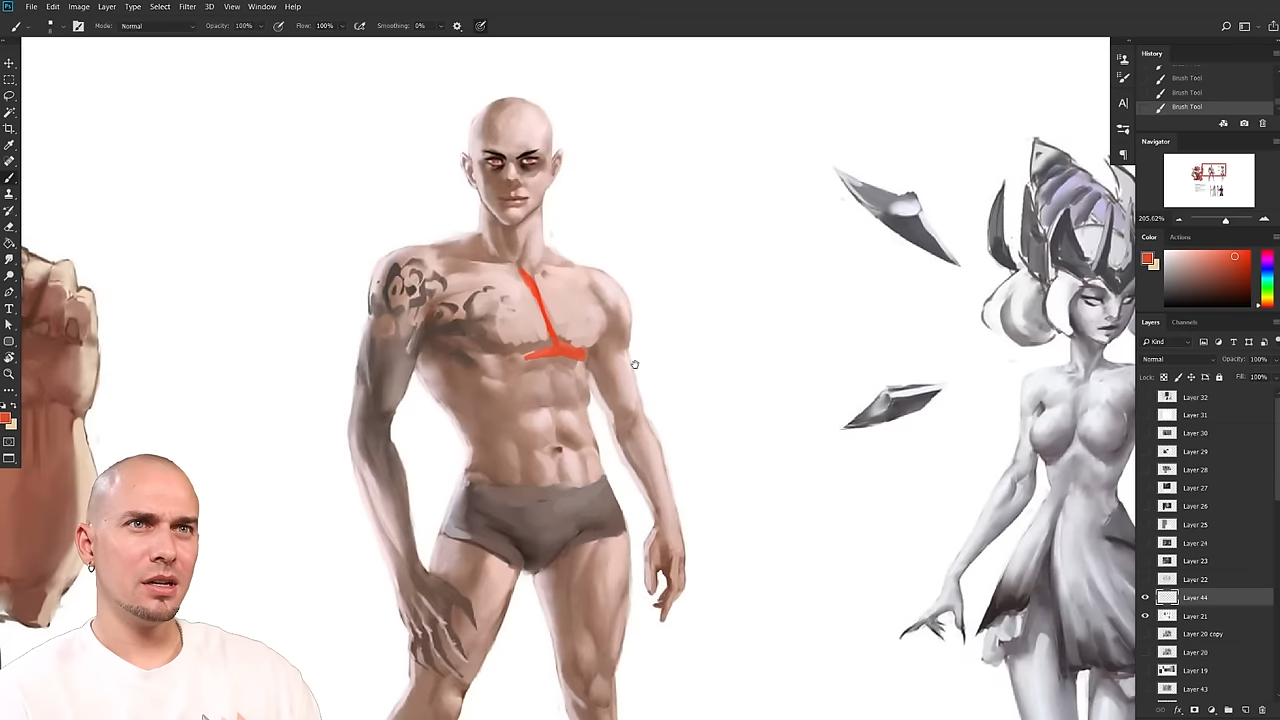 File Edit Image Layer Type Select Filter 3D View Window Help
8 Mode: Normal Opacity: 100% Flow: 100% Smoothing: 0%
History
Brush Tool
Brush Tool
Brush Tool
Navigator
205.62%
Color Actions
Layers Channels
Kind
Normal Opacity: 100%
Lock: Fill: 100%
Layer 32
Layer 31
Layer 30
Layer 29
Layer 28
Layer 27
Layer 26
Layer 25
Layer 24
Layer 23
Layer 22
Layer 44
Layer 21
Layer 20 copy
Layer 20
Layer 19
Layer 43